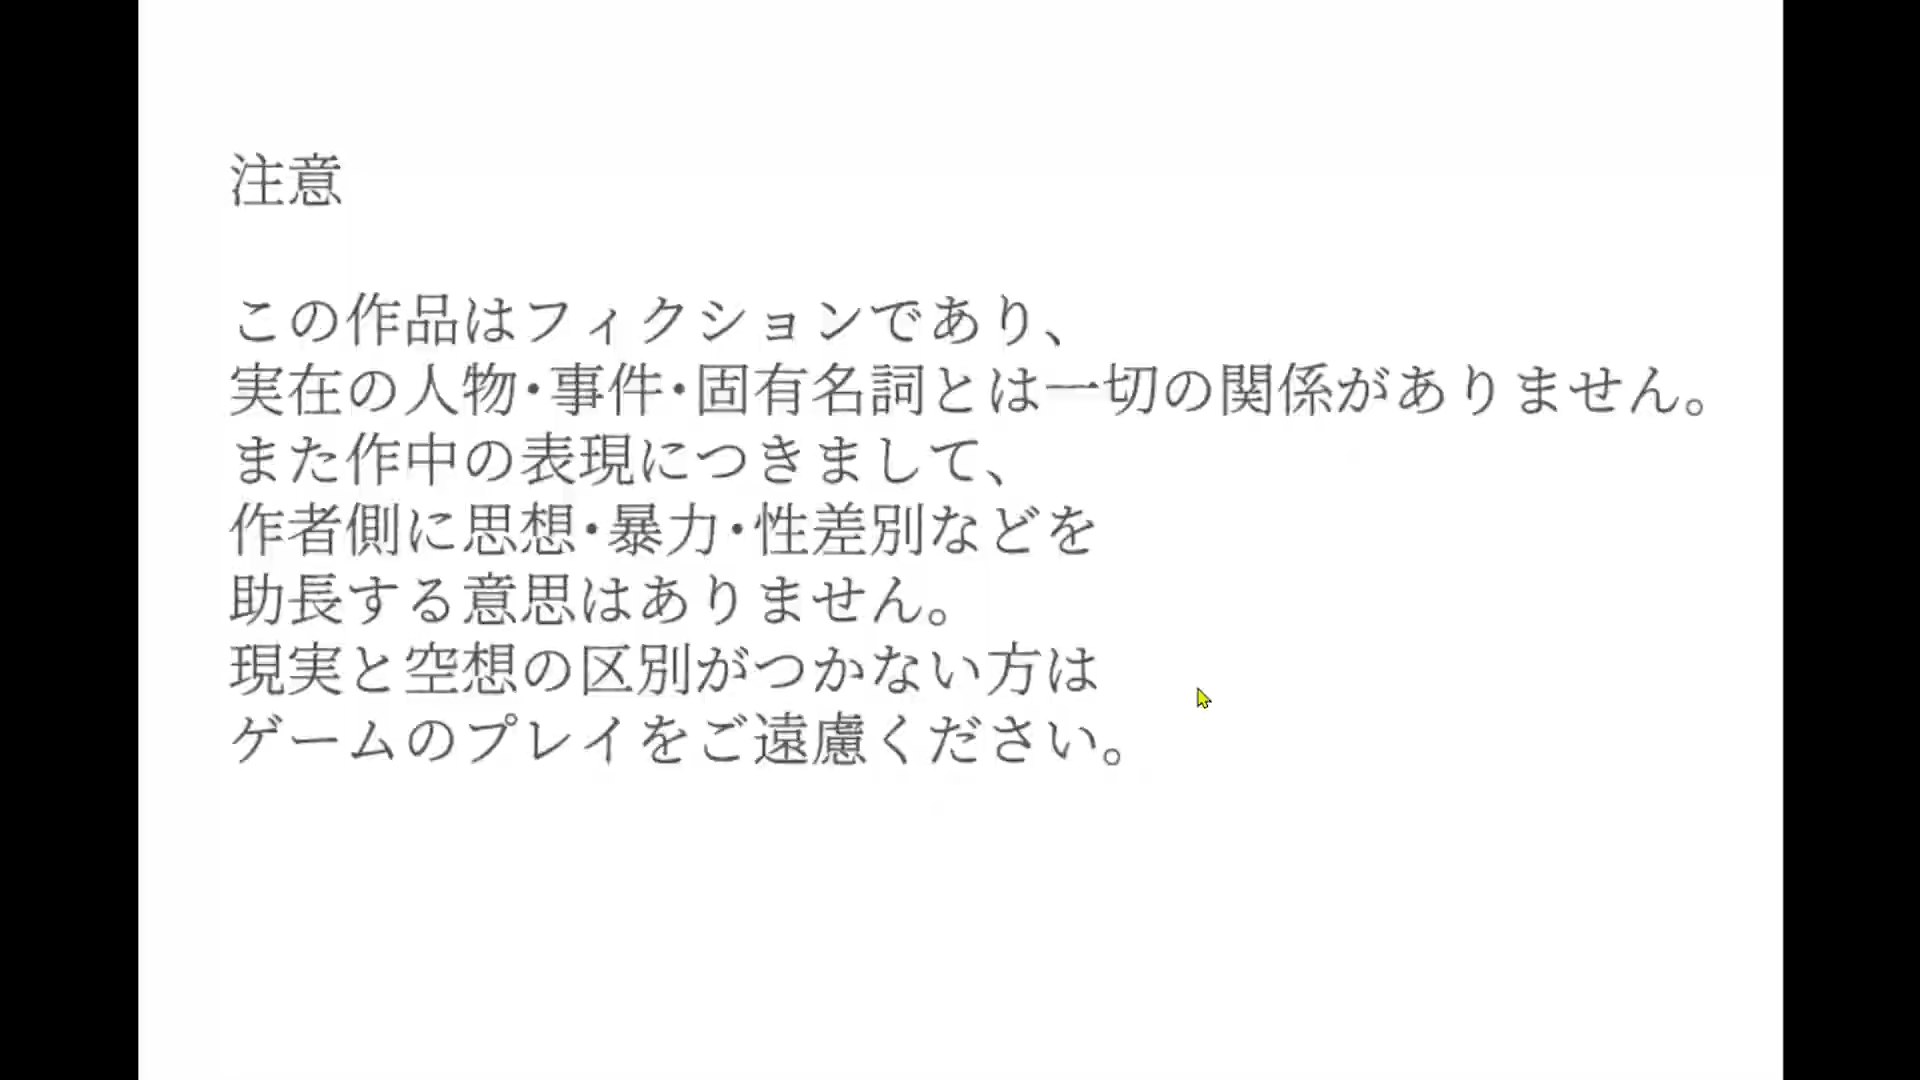 注意
この作品はフィクションであり、
実在の人物･事件･固有名詞とは一切の関係がありません。
また作中の表現につきまして、
作者側に思想･暴力･性差別などを
助長する意思はありません。
現実と空想の区別がつかない方は
ゲームのプレイをご遠慮ください。